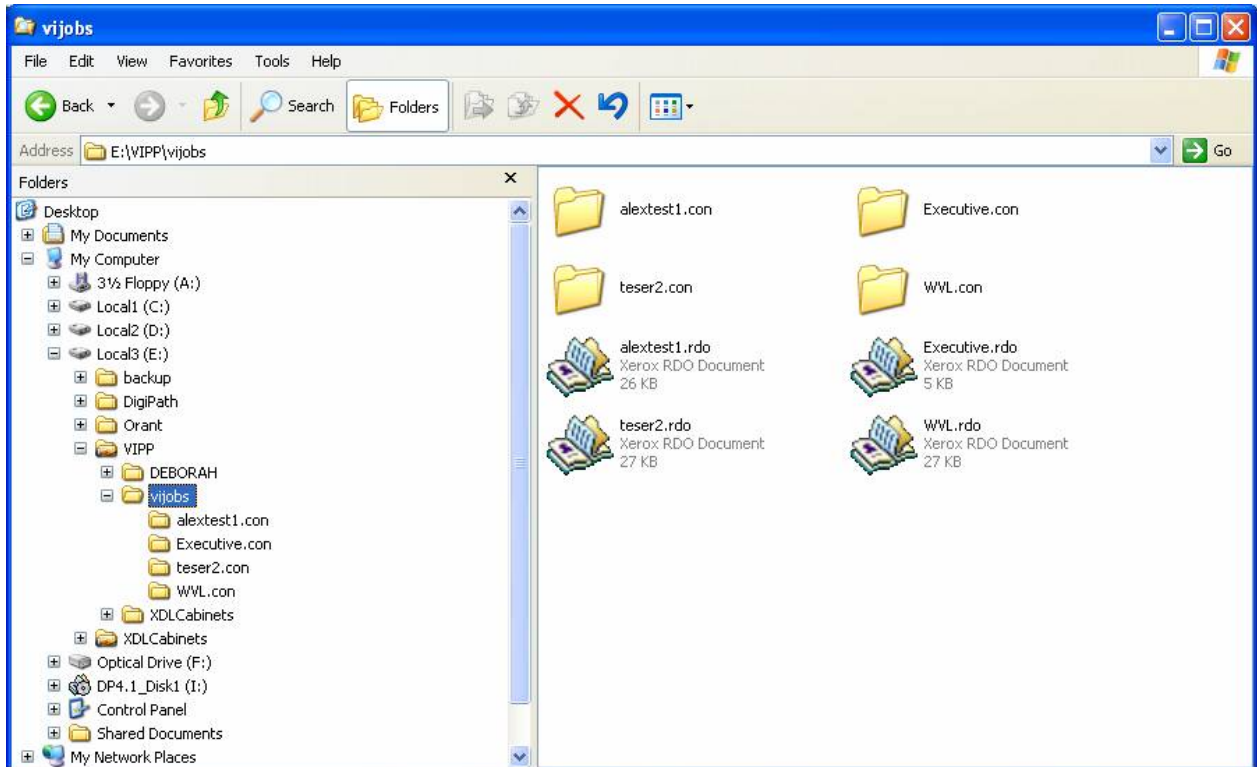 vijobs
File Edit View Favorites Tools Help
Back Search Folders
Address E:\VIPP\vijobs Go
Folders
Desktop
My Documents
My Computer
3½ Floppy (A:)
Local1 (C:)
Local2 (D:)
Local3 (E:)
backup
DigiPath
Orant
VIPP
DEBORAH
vijobs
alextest1.con
Executive.con
teser2.con
WVL.con
XDLCabinets
XDLCabinets
Optical Drive (F:)
DP4.1_Disk1 (I:)
Control Panel
Shared Documents
My Network Places
alextest1.con
Executive.con
teser2.con
WVL.con
alextest1.rdo
Xerox RDO Document
26 KB
Executive.rdo
Xerox RDO Document
5 KB
teser2.rdo
Xerox RDO Document
27 KB
WVL.rdo
Xerox RDO Document
27 KB